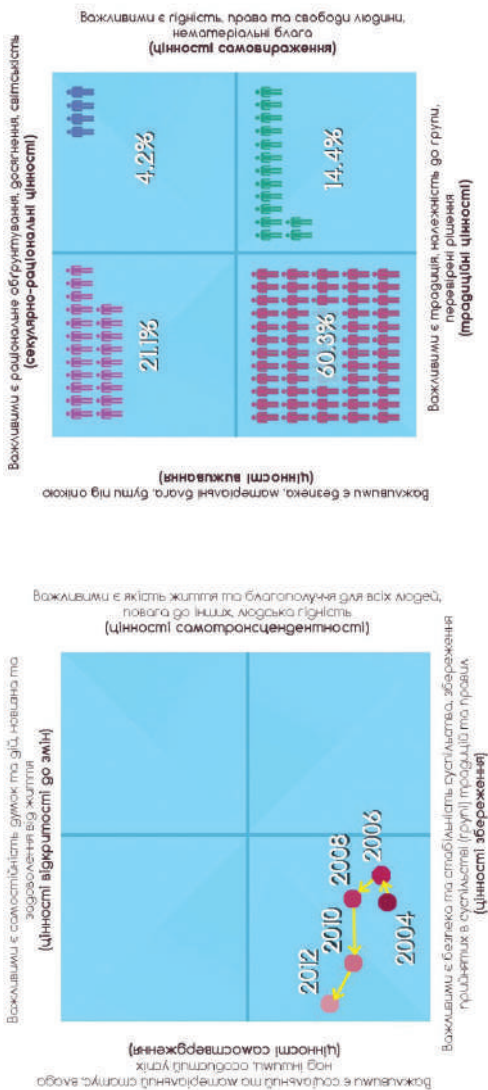 Важливими є самостійність думок та дій, новизна та
задоволення від життя
(цінності відкритості до змін)
Важливими є соціальний та матеріальний статус, влада
над іншими, особистий успіх
(цінності самоствердження)
2012
2010
2008
2006
2004
Важливими є якість життя та благополуччя для всіх людей,
повага до інших, людська гідність
(цінності самотрансцендентності)
Важливими є безпека та стабільність суспільства, збереження
прийнятих в суспільстві (групі) традицій та правил
(цінності збереження)
Важливими є раціональне обґрунтування, досягнення, світськість
(секулярно-раціональні цінності)
Важливими є безпека, матеріальні блага, бути під опікою
(цінності виживання)
21.1%
4.2%
60.3%
14.4%
Важливими є гідність, права та свободи людини,
нематеріальні блага
(цінності самовираження)
Важливими є традиція, належність до групи,
перевірені рішення
(традиційні цінності)